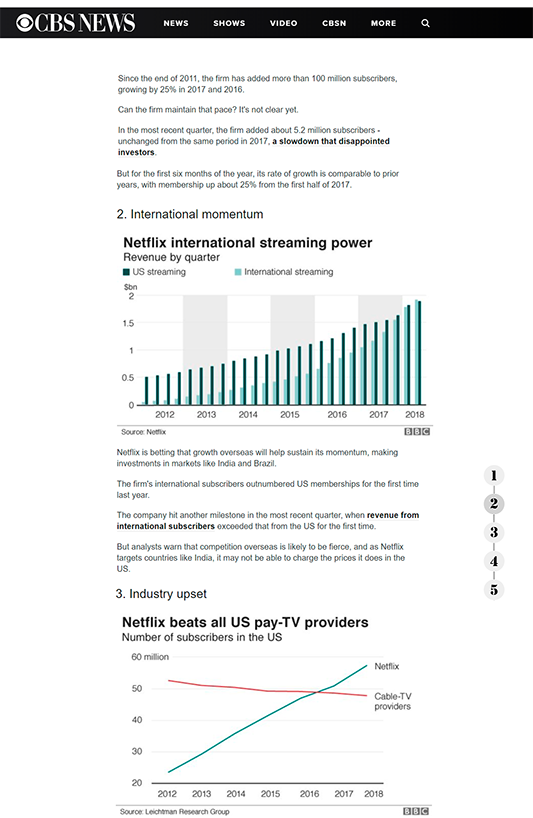 CBS NEWS NEWS SHOWS VIDEO CBSN MORE
Since the end of 2011, the firm has added more than 100 million subscribers,
growing by 25% in 2017 and 2016.
Can the firm maintain that pace? It's not clear yet.
In the most recent quarter, the firm added about 5.2 million subscribers -
unchanged from the same period in 2017, a slowdown that disappointed
investors.
But for the first six months of the year, its rate of growth is comparable to prior
years, with membership up about 25% from the first half of 2017.
2. International momentum
Netflix international streaming power
Revenue by quarter
US streaming International streaming
$bn
2
1.5
1
0.5
0
2012 2013 2014 2015 2016 2017 2018
Source: Netflix BBC
Netflix is betting that growth overseas will help sustain its momentum, making
investments in markets like India and Brazil.
The firm's international subscribers outnumbered US memberships for the first time
last year.
The company hit another milestone in the most recent quarter, when revenue from
international subscribers exceeded that from the US for the first time.
But analysts warn that competition overseas is likely to be fierce, and as Netflix
targets countries like India, it may not be able to charge the prices it does in the
US.
1
2
3
4
5
3. Industry upset
Netflix beats all US pay-TV providers
Number of subscribers in the US
60 million
50
40
30
20
Netflix
Cable-TV
providers
2012 2013 2014 2015 2016 2017 2018
Source: Leichtman Research Group BBC